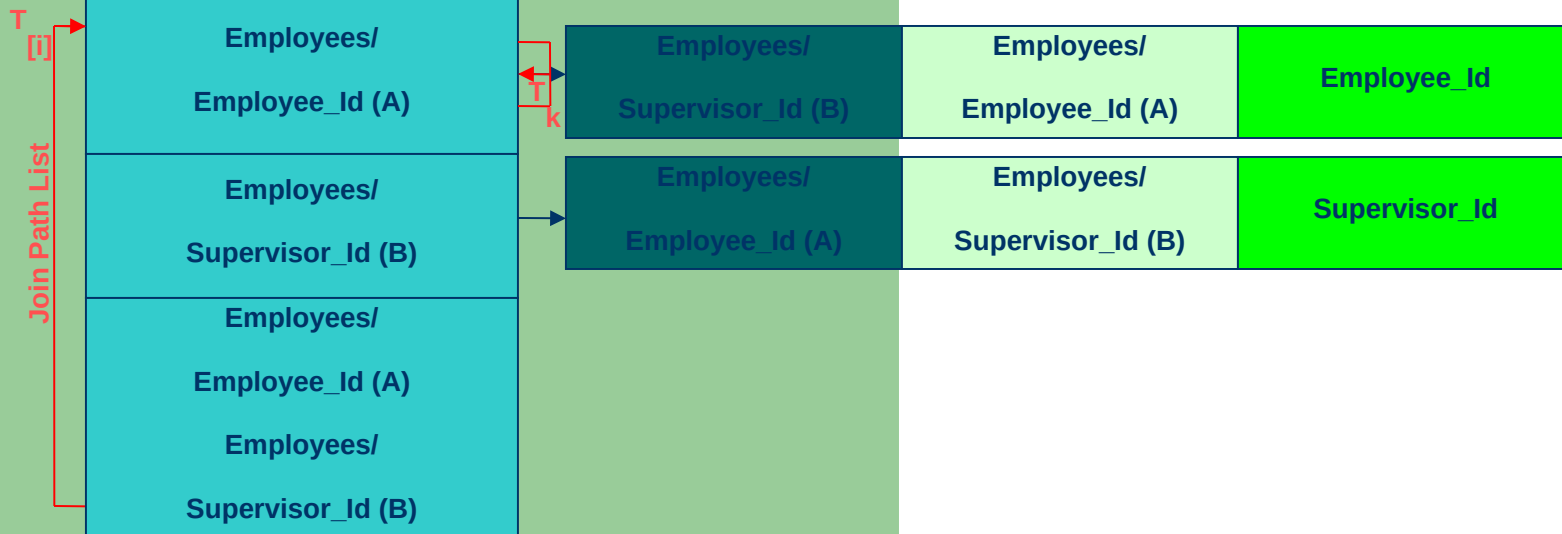 T
[i]
Join Path List
Employees/
Employee_Id (A)
T
k
Employees/
Supervisor_Id (B)
Employees/
Employee_Id (A)
Employee_Id
Employees/
Supervisor_Id (B)
Employees/
Employee_Id (A)
Employees/
Supervisor_Id (B)
Supervisor_Id
Employees/
Employee_Id (A)
Employees/
Supervisor_Id (B)